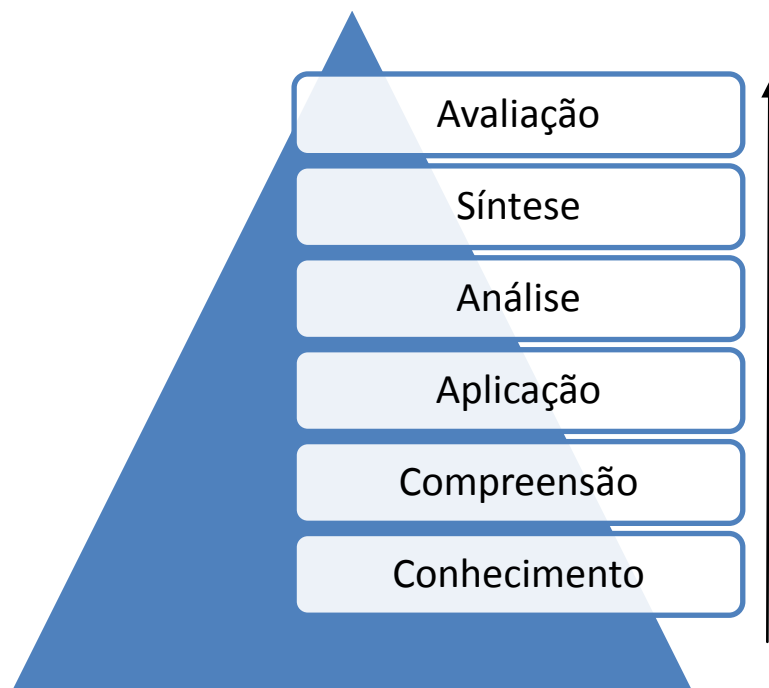 Avaliação
Síntese
Análise
Aplicação
Compreensão
Conhecimento